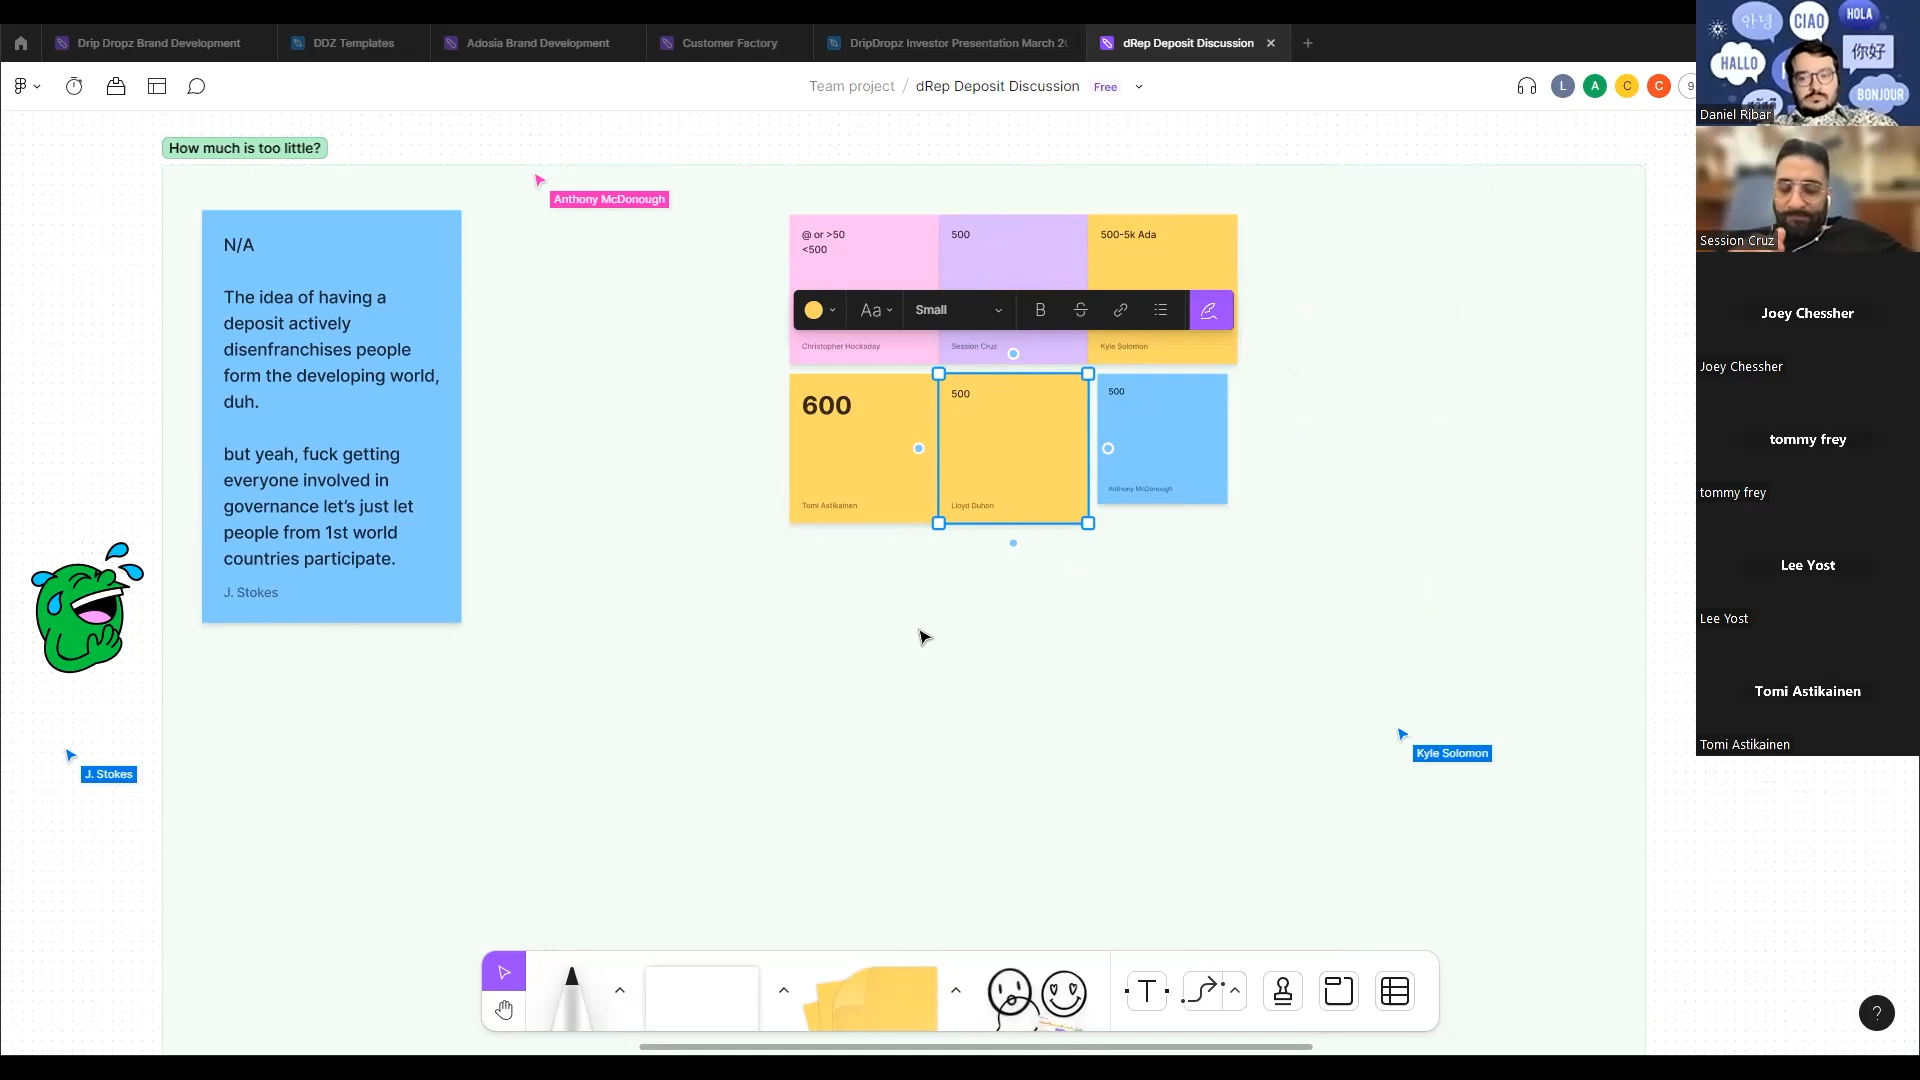 Drip Dropz Brand Development
DDZ Templates
Adosia Brand Development
Customer Factory
DripDropz Investor Presentation March 20
dRep Deposit Discussion
Team project / dRep Deposit Discussion Free
L A C C 9
How much is too little?
Anthony McDonough
N/A
The idea of having a
deposit actively
disenfranchises people
form the developing world,
duh.
but yeah, fuck getting
everyone involved in
governance let's just let
people from 1st world
countries participate.
J. Stokes
@ or >50
<500
Christopher Hockaday
500
Session Cruz
500-5k Ada
Kyle Solomon
Aa Small B S
600
Tomi Astikainen
500
Lloyd Duhon
500
Anthony McDonough
J. Stokes
Kyle Solomon
T
?
안녕
CIAO
HOLA
HALLO
你好
BONJOUR
Daniel Ribar
Session Cruz
Joey Chessher
Joey Chessher
tommy frey
tommy frey
Lee Yost
Lee Yost
Tomi Astikainen
Tomi Astikainen